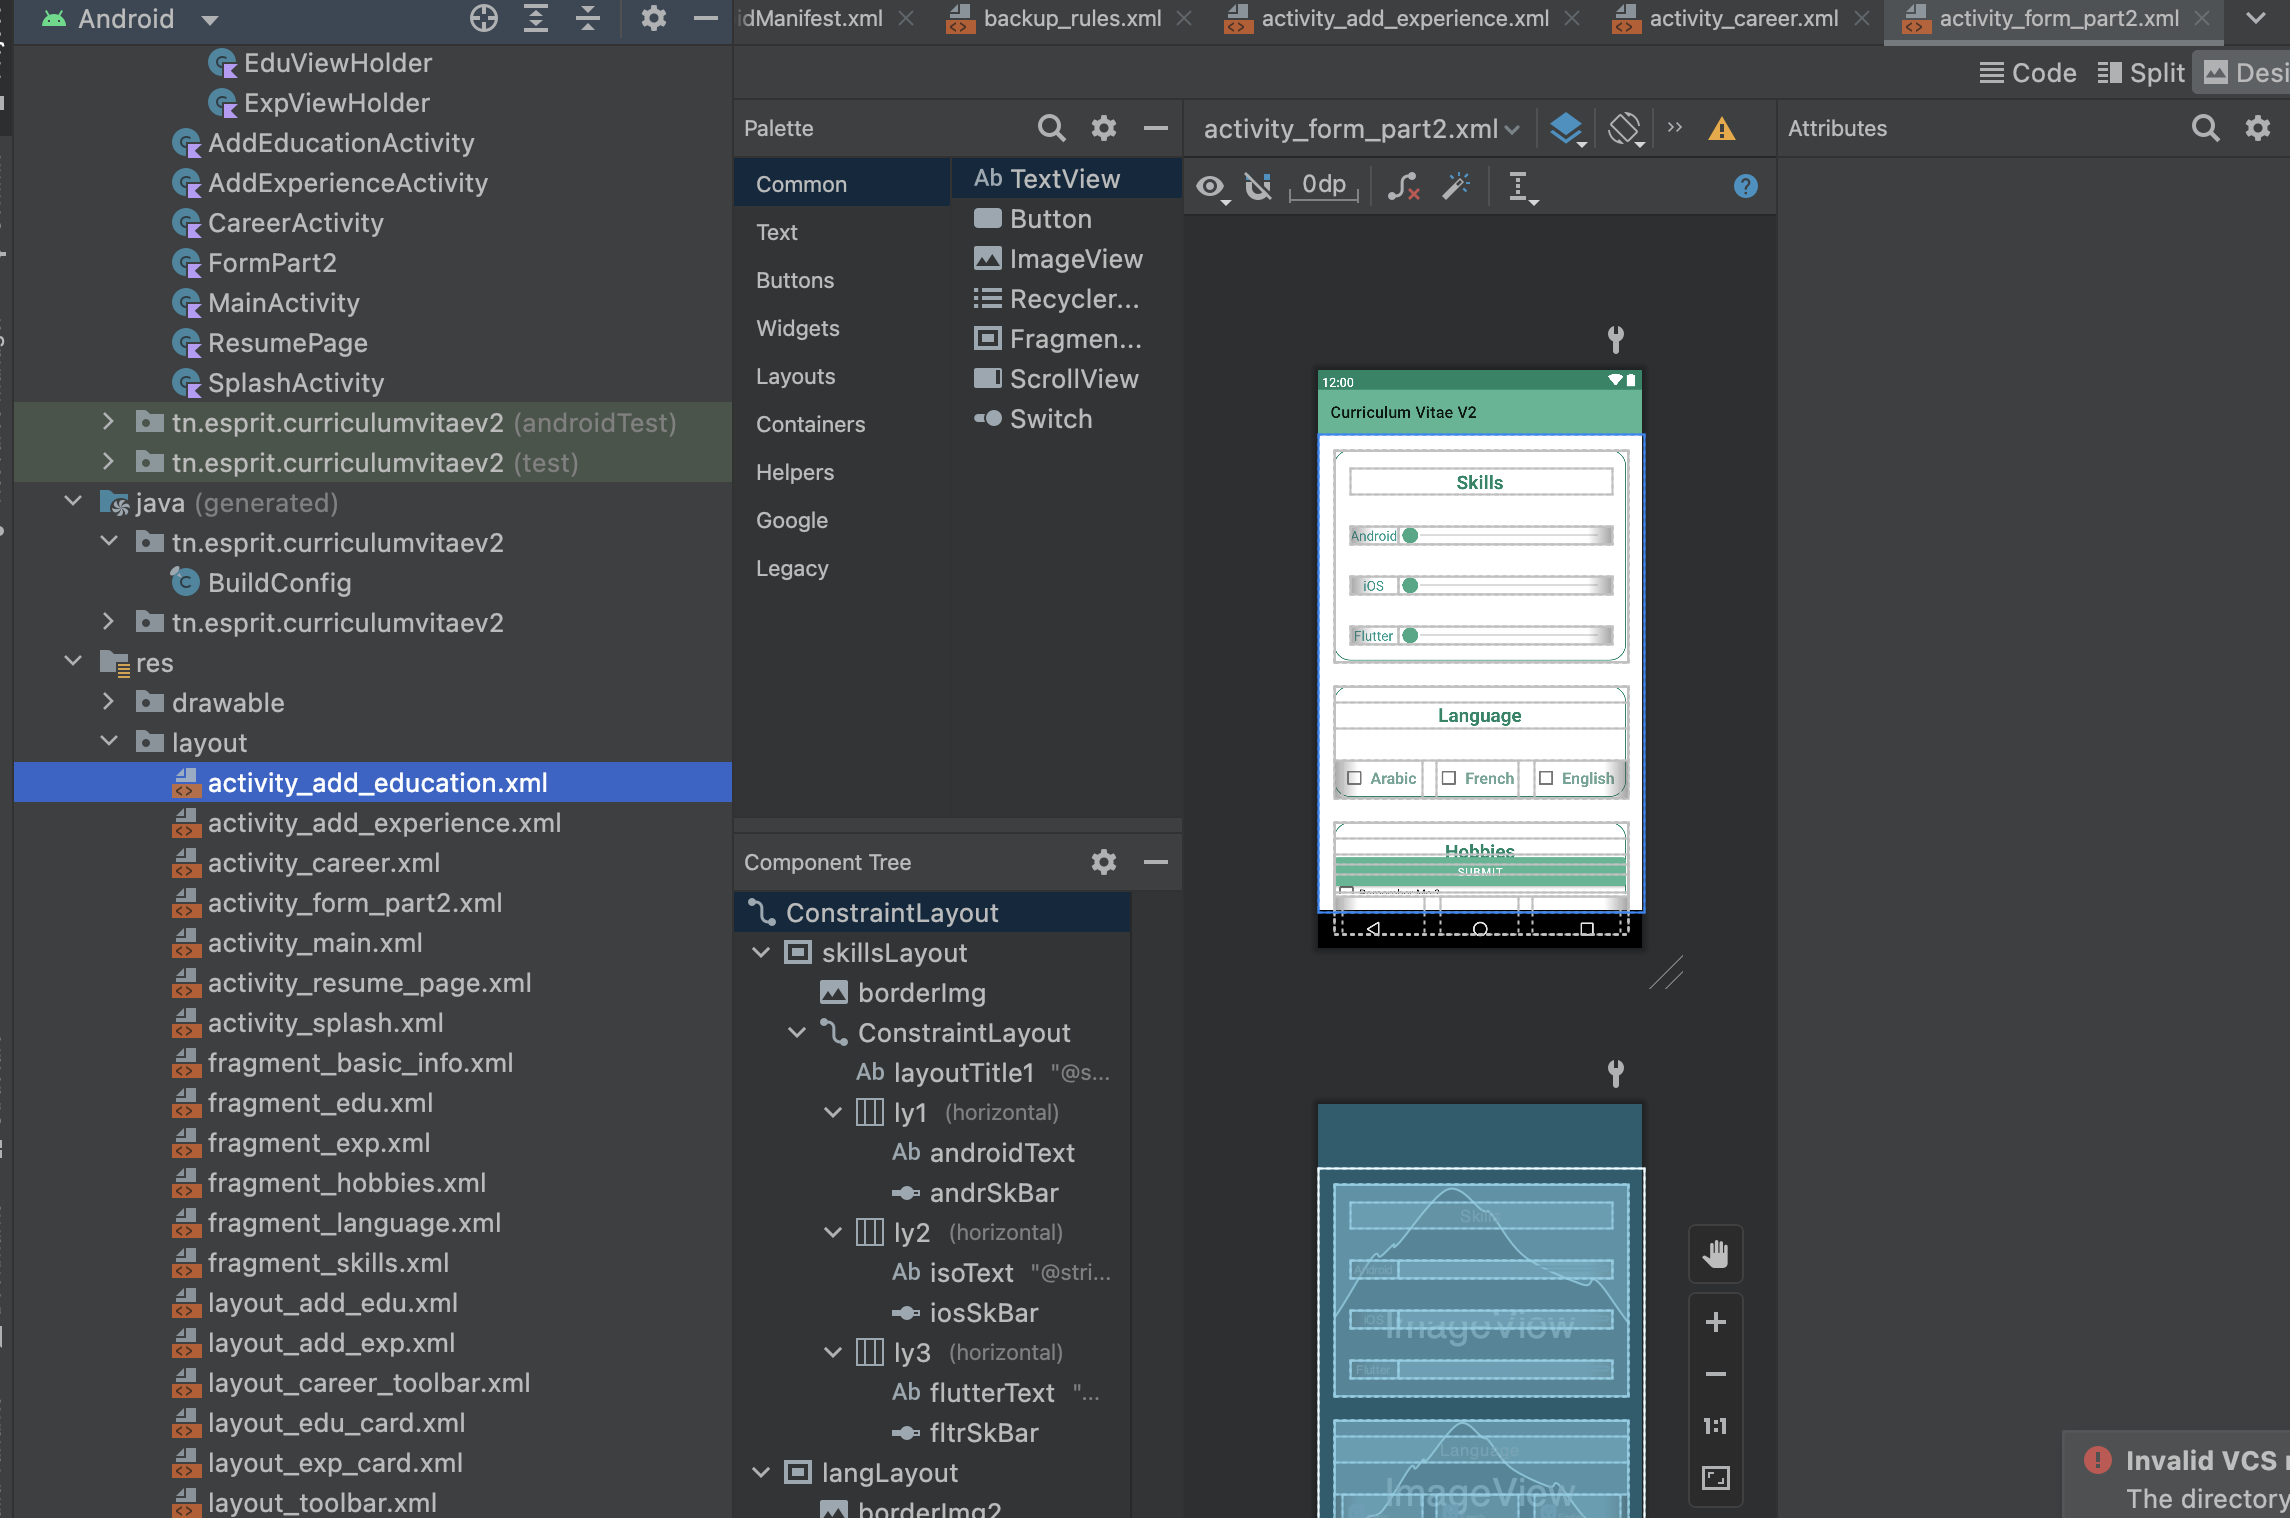 Android
EduViewHolder
ExpViewHolder
AddEducationActivity
AddExperienceActivity
CareerActivity
FormPart2
MainActivity
ResumePage
SplashActivity
tn.esprit.curriculumvitaev2 (androidTest)
tn.esprit.curriculumvitaev2 (test)
java (generated)
tn.esprit.curriculumvitaev2
BuildConfig
tn.esprit.curriculumvitaev2
res
drawable
layout
activity_add_education.xml
activity_add_experience.xml
activity_career.xml
activity_form_part2.xml
activity_main.xml
activity_resume_page.xml
activity_splash.xml
fragment_basic_info.xml
fragment_edu.xml
fragment_exp.xml
fragment_hobbies.xml
fragment_language.xml
fragment_skills.xml
layout_add_edu.xml
layout_add_exp.xml
layout_career_toolbar.xml
layout_edu_card.xml
layout_exp_card.xml
layout_toolbar.xml
idManifest.xml
backup_rules.xml
activity_add_experience.xml
activity_career.xml
activity_form_part2.xml
Code
Split
Desi
Palette
Common
Text
Buttons
Widgets
Layouts
Containers
Helpers
Google
Legacy
Ab TextView
Button
ImageView
Recycler...
Fragmen...
ScrollView
Switch
Component Tree
ConstraintLayout
skillsLayout
borderImg
ConstraintLayout
Ab layoutTitle1 "@s...
ly1 (horizontal)
Ab androidText
andrSkBar
ly2 (horizontal)
Ab isoText "@stri...
iosSkBar
ly3 (horizontal)
Ab flutterText "...
fltrSkBar
langLayout
borderImg2
activity_form_part2.xml
0dp
?
12:00
Curriculum Vitae V2
Skills
Android
iOS
Flutter
Language
Arabic
French
English
Hobbies
SUBMIT
Remember Me?
Skills
Android
iOS
ImageView
Flutter
Language
ImageView
1:1
Attributes
Invalid VCS
The directory